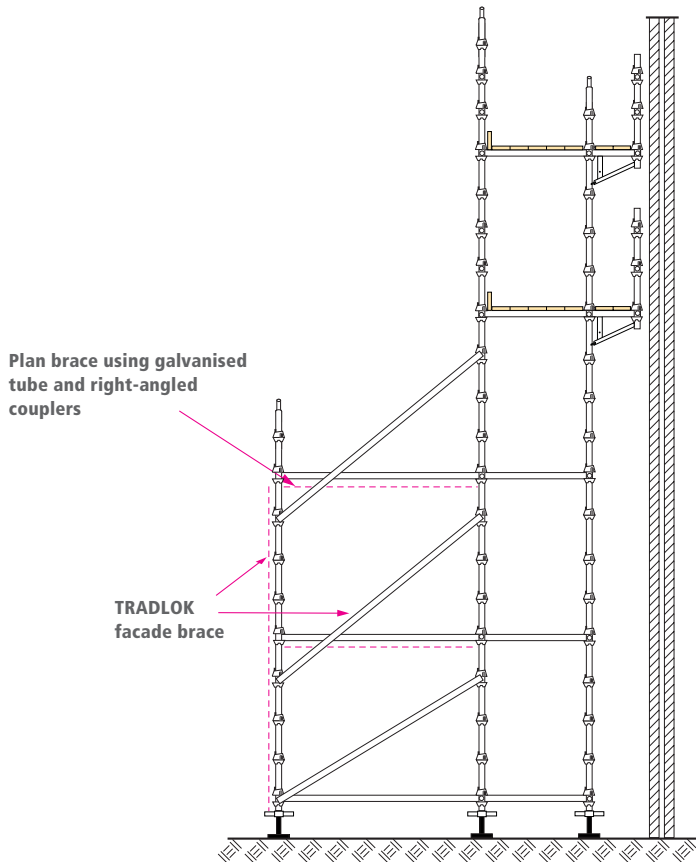 Plan brace using galvanised
tube and right-angled
couplers
TRADLOK
facade brace